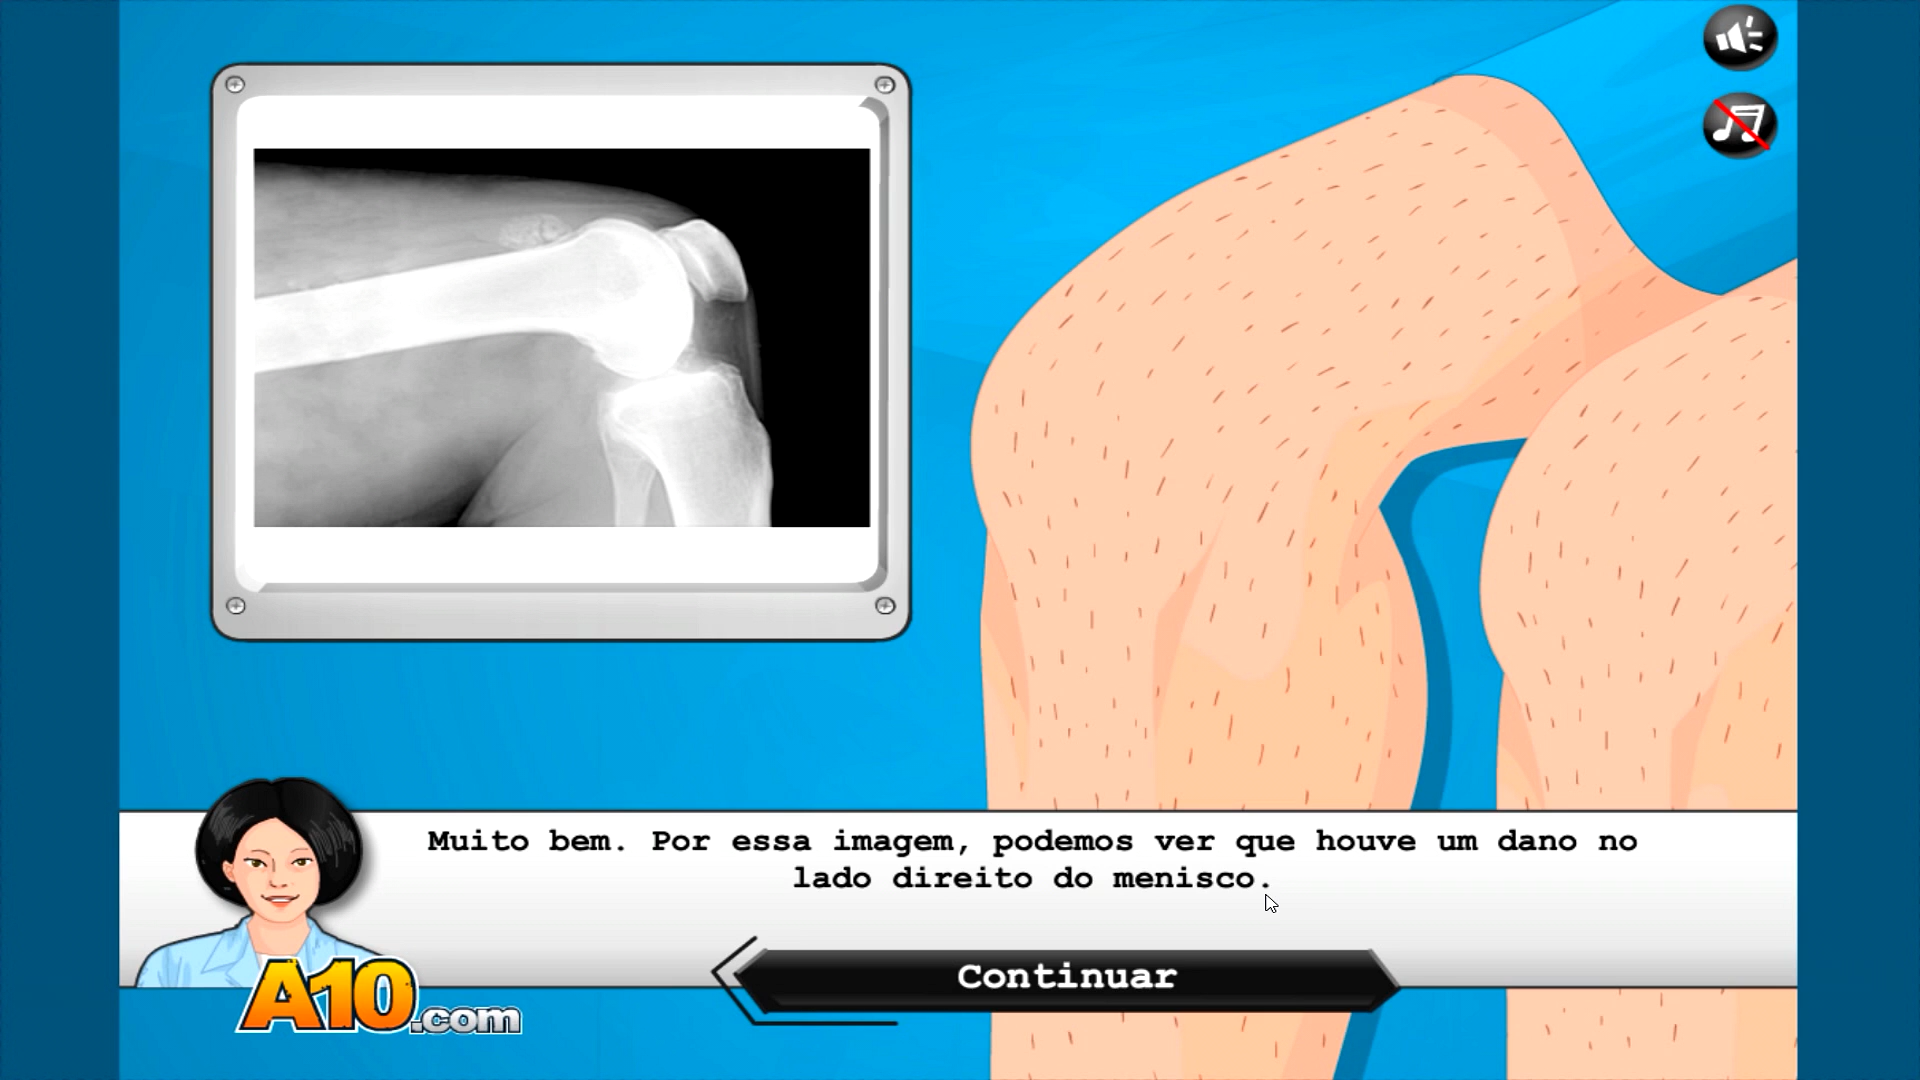 Muito bem. Por essa imagem, podemos ver que houve um dano no
lado direito do menisco.
Continuar
A10.com